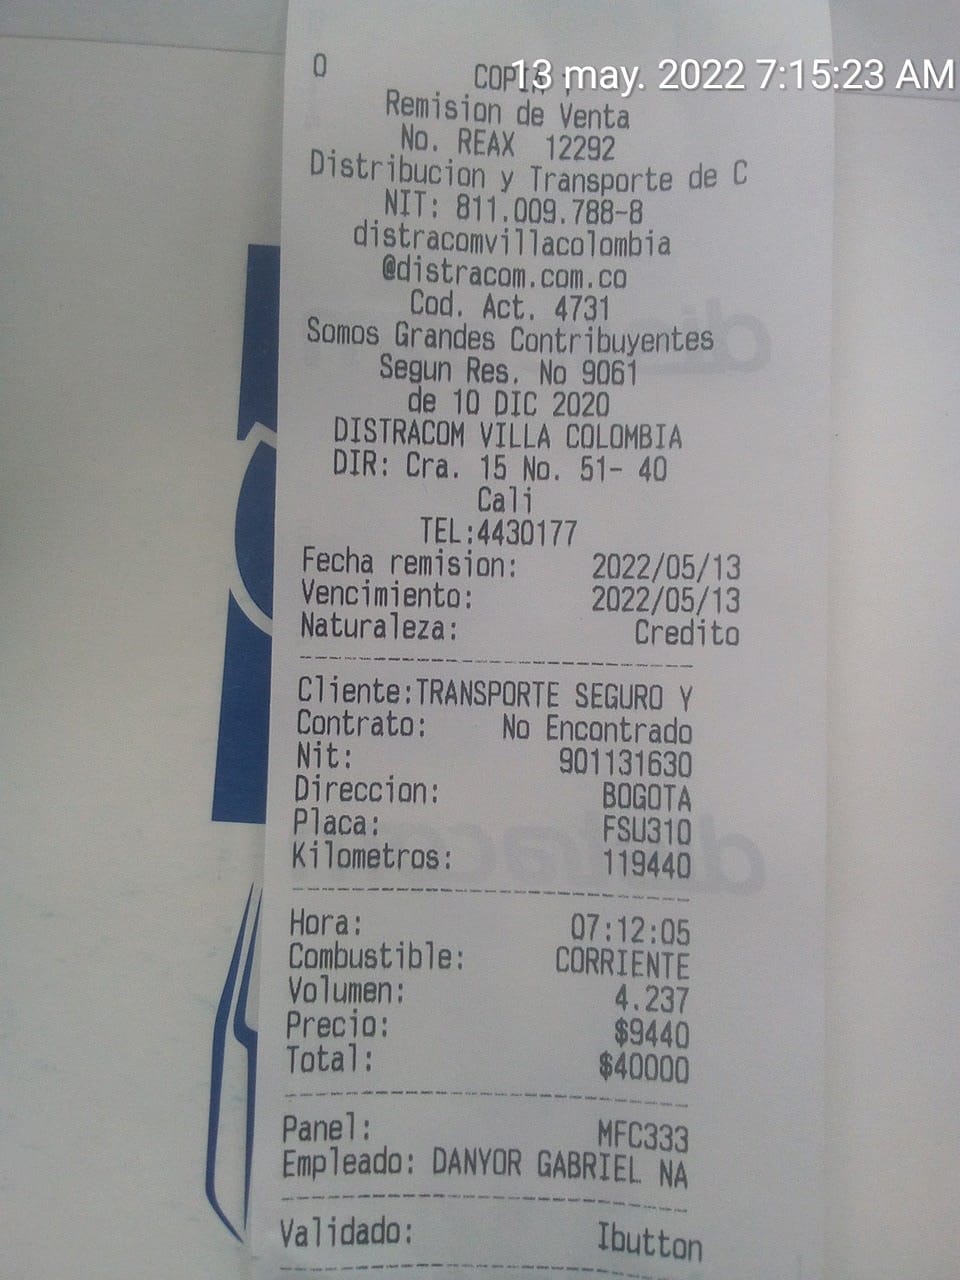 13 may. 2022 7:15:23 AM
O
COPIA
Remision de Venta
No. REAX 12292
Distribucion y Transporte de C
NIT: 811.009.788-8
distracomvillacolombia
@distracom.com.co
Cod. Act. 4731
Somos Grandes Contribuyentes
Segun Res. No 9061
de 10 DIC 2020
DISTRACOM VILLA COLOMBIA
DIR: Cra. 15 No. 51- 40
Cali
TEL:4430177
Fecha remision: 2022/05/13
Vencimiento: 2022/05/13
Naturaleza: Credito
Cliente:TRANSPORTE SEGURO Y
Contrato: No Encontrado
Nit: 901131630
Direccion: BOGOTA
Placa: FSU310
Kilometros: 119440
Hora: 07:12:05
Combustible: CORRIENTE
Volumen: 4.237
Precio: $9440
Total: $40000
Panel: MFC333
Empleado: DANYOR GABRIEL NA
Validado: Ibutton